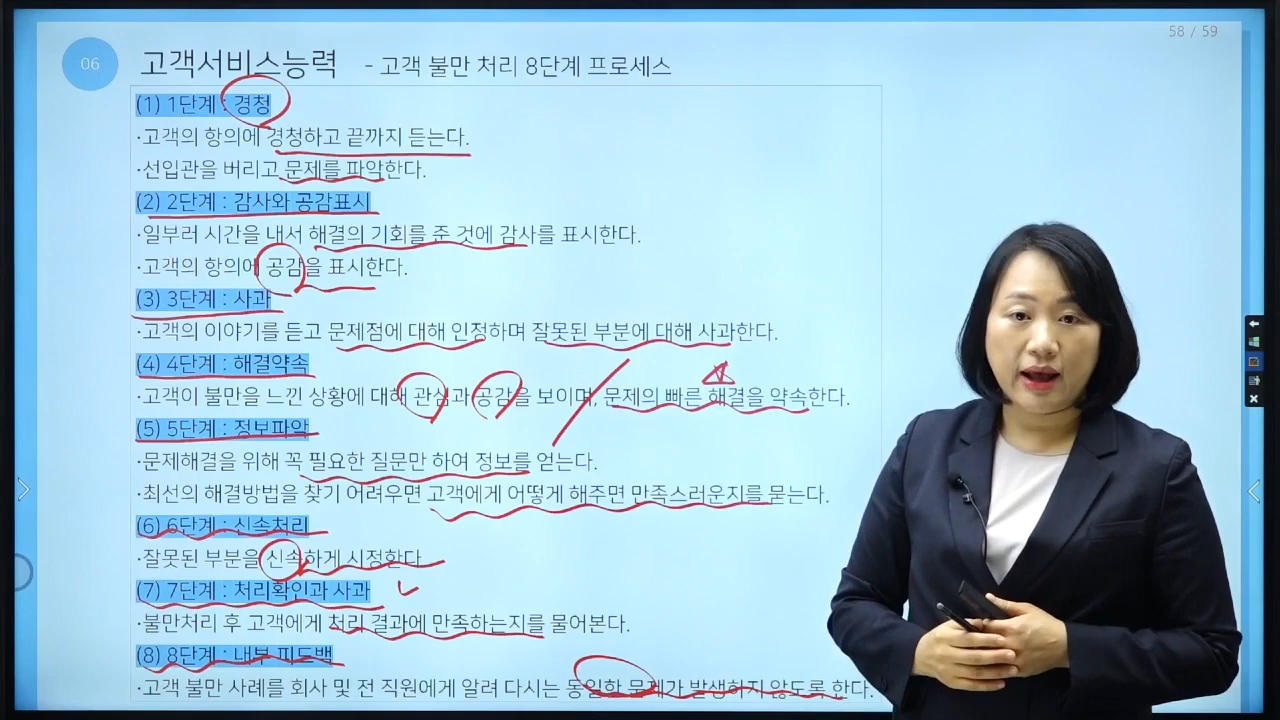 58 / 59
06 고객서비스능력 - 고객 불만 처리 8단계 프로세스
(1) 1단계 : 경청
·고객의 항의에 경청하고 끝까지 듣는다.
·선입관을 버리고 문제를 파악한다.
(2) 2단계 : 감사와 공감표시
·일부러 시간을 내서 해결의 기회를 준 것에 감사를 표시한다.
·고객의 항의에 공감을 표시한다.
(3) 3단계 : 사과
·고객의 이야기를 듣고 문제점에 대해 인정하며 잘못된 부분에 대해 사과한다.
(4) 4단계 : 해결약속
·고객이 불만을 느낀 상황에 대해 관심과 공감을 보이며, 문제의 빠른 해결을 약속한다.
(5) 5단계 : 정보파악
·문제해결을 위해 꼭 필요한 질문만 하여 정보를 얻는다.
·최선의 해결방법을 찾기 어려우면 고객에게 어떻게 해주면 만족스러운지를 묻는다.
(6) 6단계 : 신속처리
·잘못된 부분을 신속하게 시정한다.
(7) 7단계 : 처리확인과 사과
·불만처리 후 고객에게 처리 결과에 만족하는지를 물어본다.
(8) 8단계 : 내부 피드백
·고객 불만 사례를 회사 및 전 직원에게 알려 다시는 동일한 문제가 발생하지 않도록 한다.